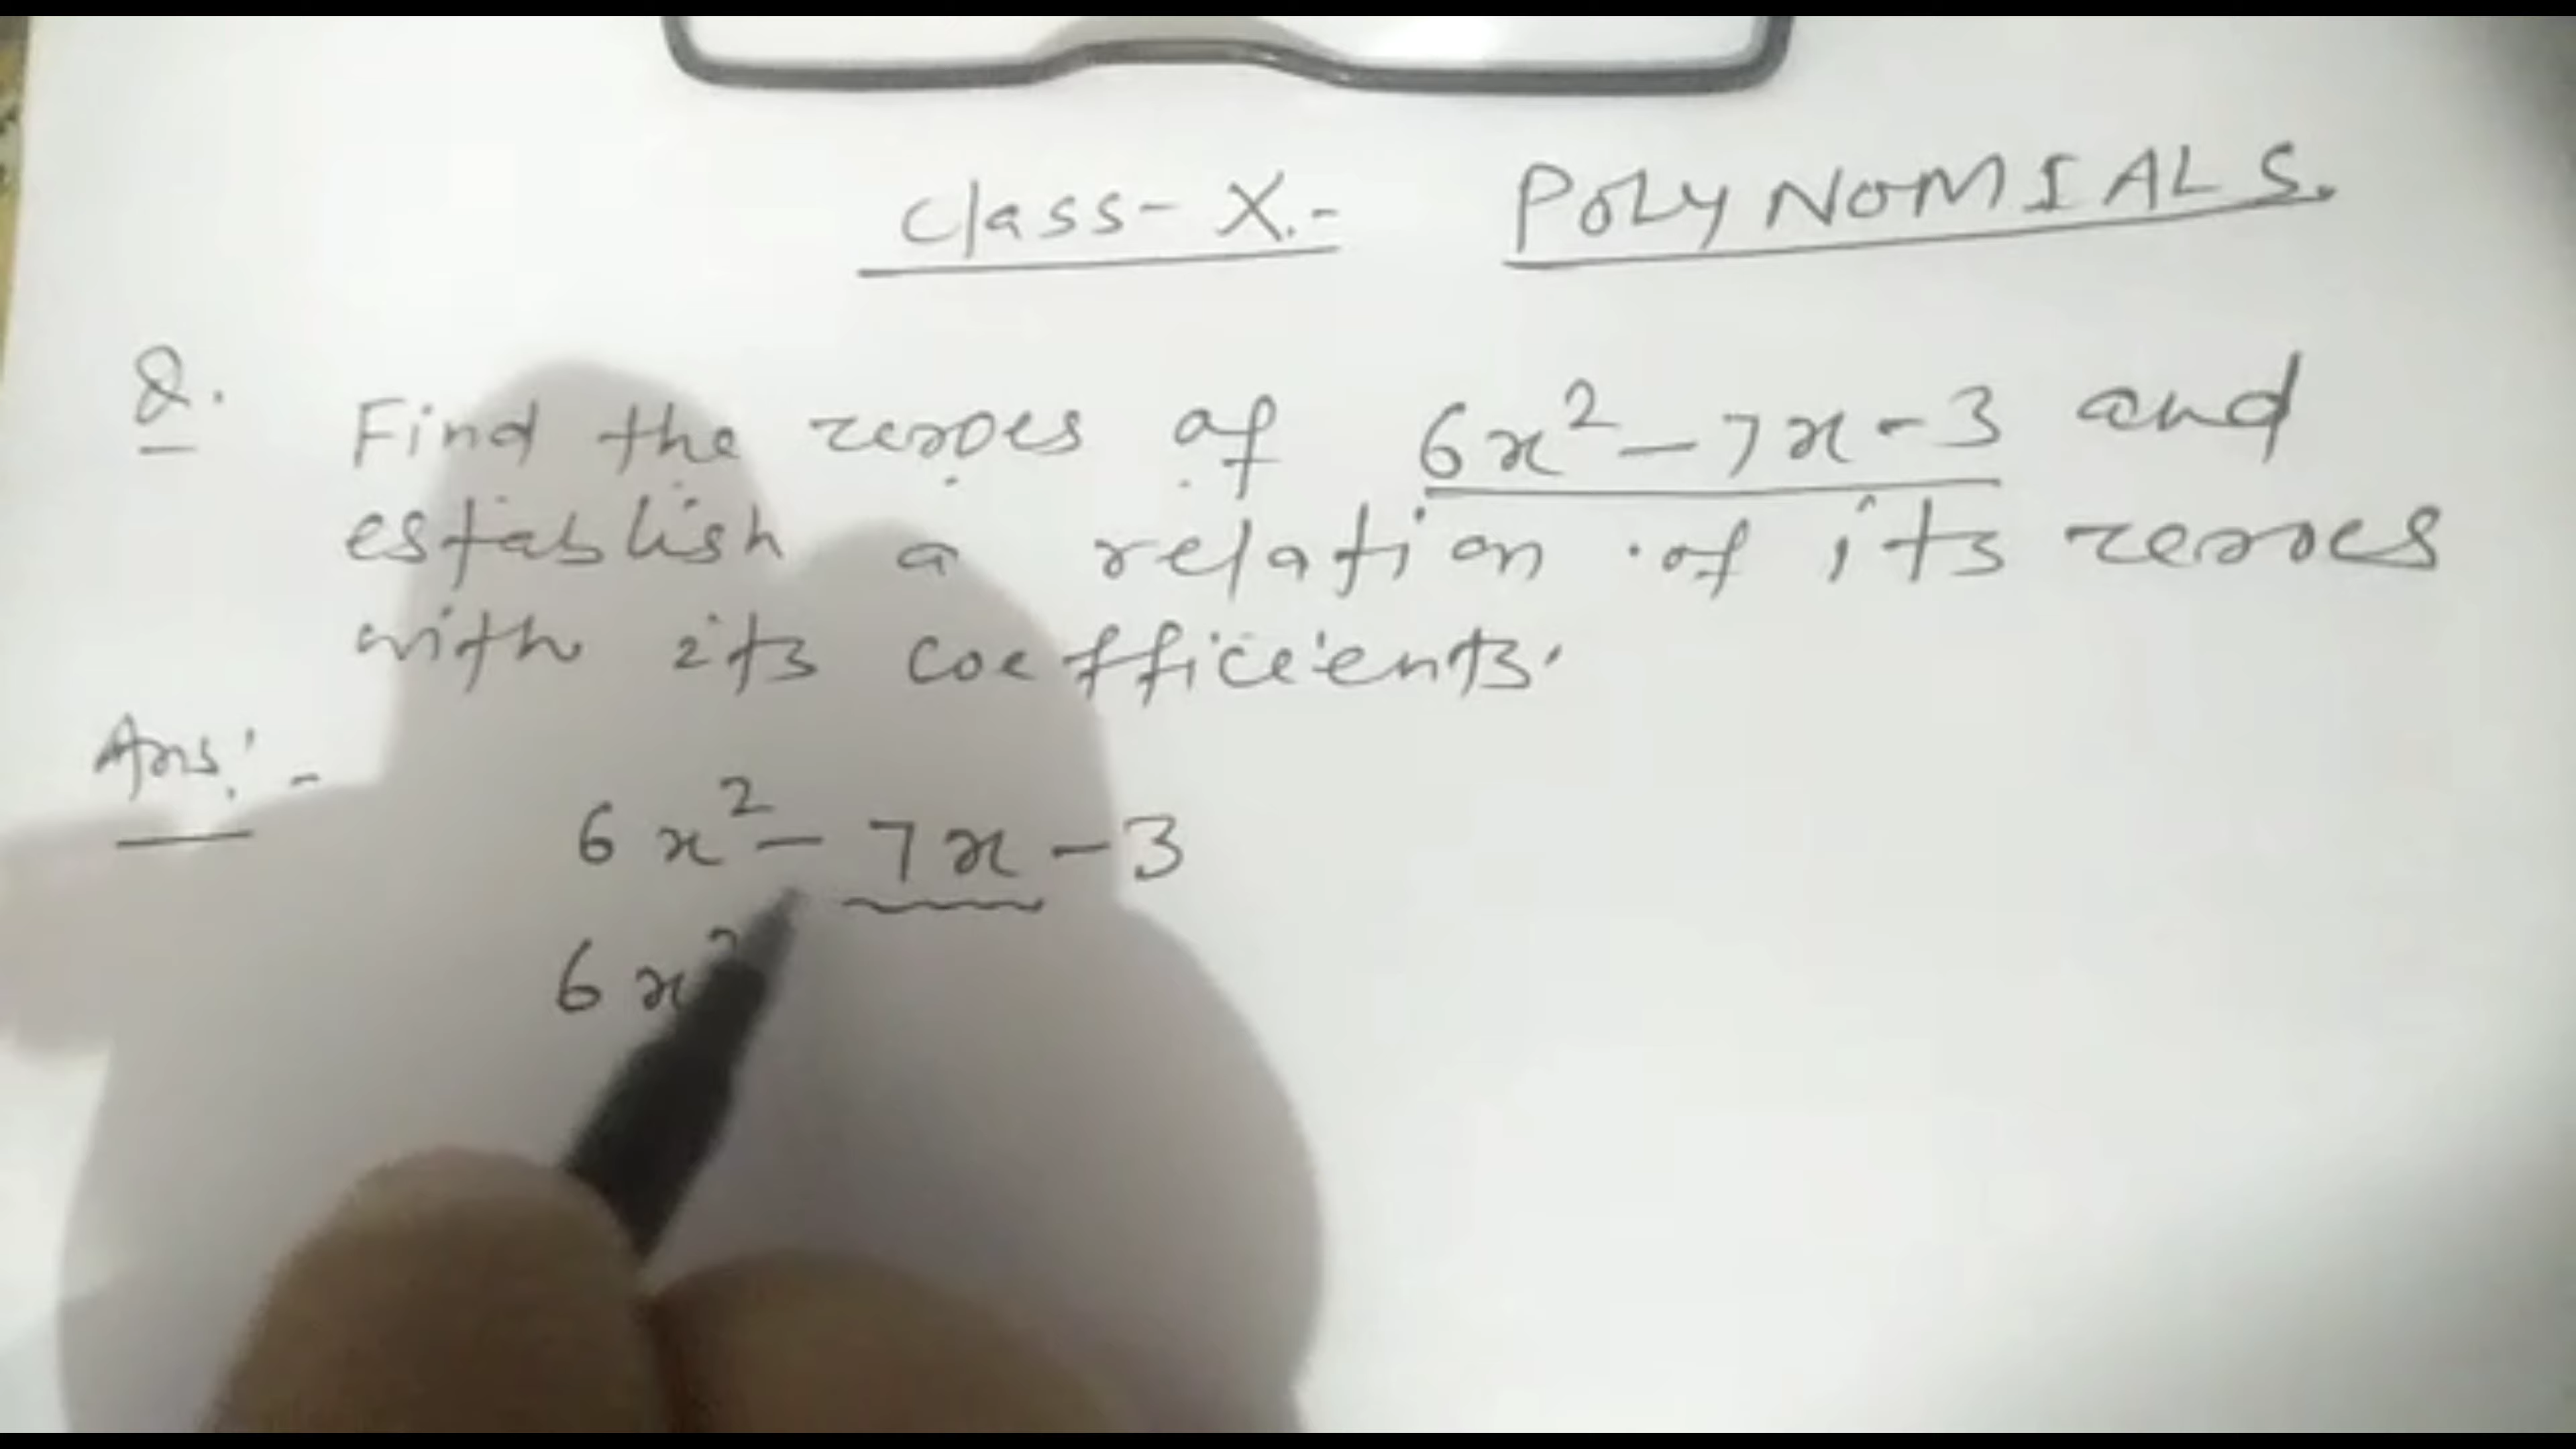 Class-X.- POLYNOMIALS.
Q. Find the zeroes of 6x²-7x-3 and
establish a relation of its zeroes
with its coefficients.
Ans:-
6x²-7x-3
6x²